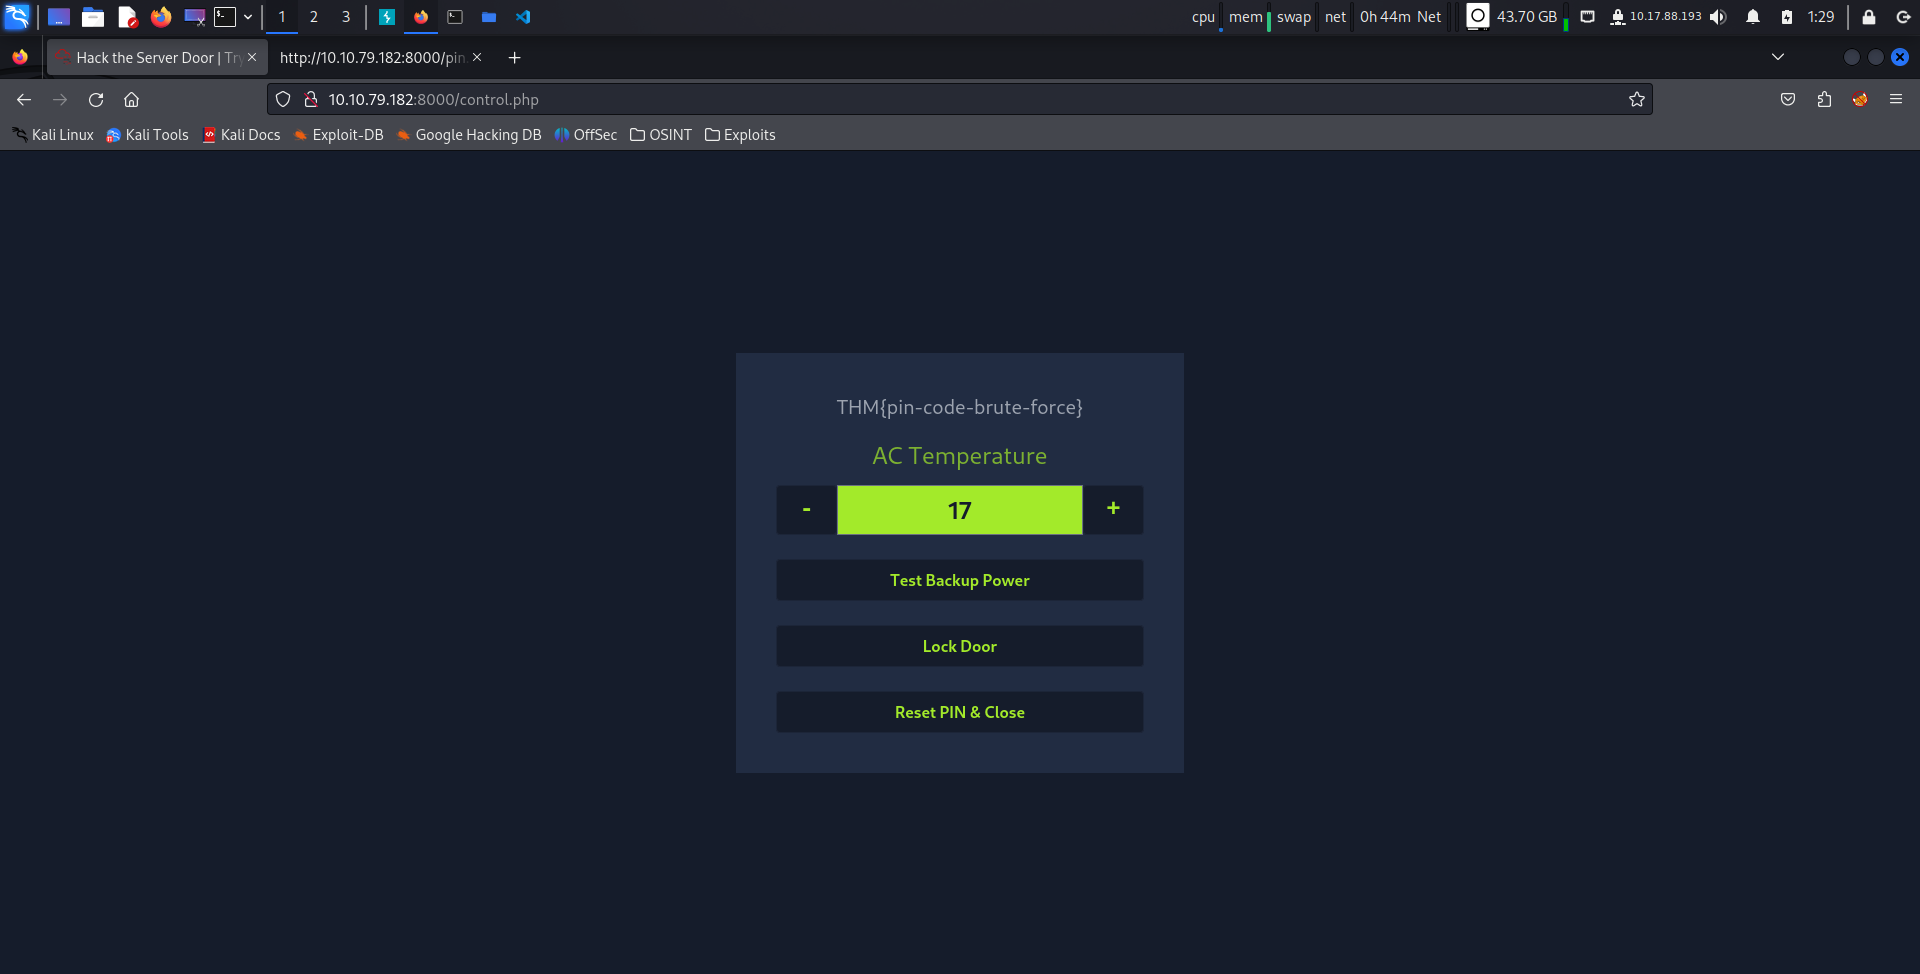 1 2 3 cpu mem swap net 0h 44m Net 43.70 GB 10.17.88.193 1:29
Hack the Server Door | Try http://10.10.79.182:8000/pin.
10.10.79.182:8000/control.php
Kali Linux Kali Tools Kali Docs Exploit-DB Google Hacking DB OffSec OSINT Exploits
THM{pin-code-brute-force}
AC Temperature
- 17 +
Test Backup Power
Lock Door
Reset PIN & Close